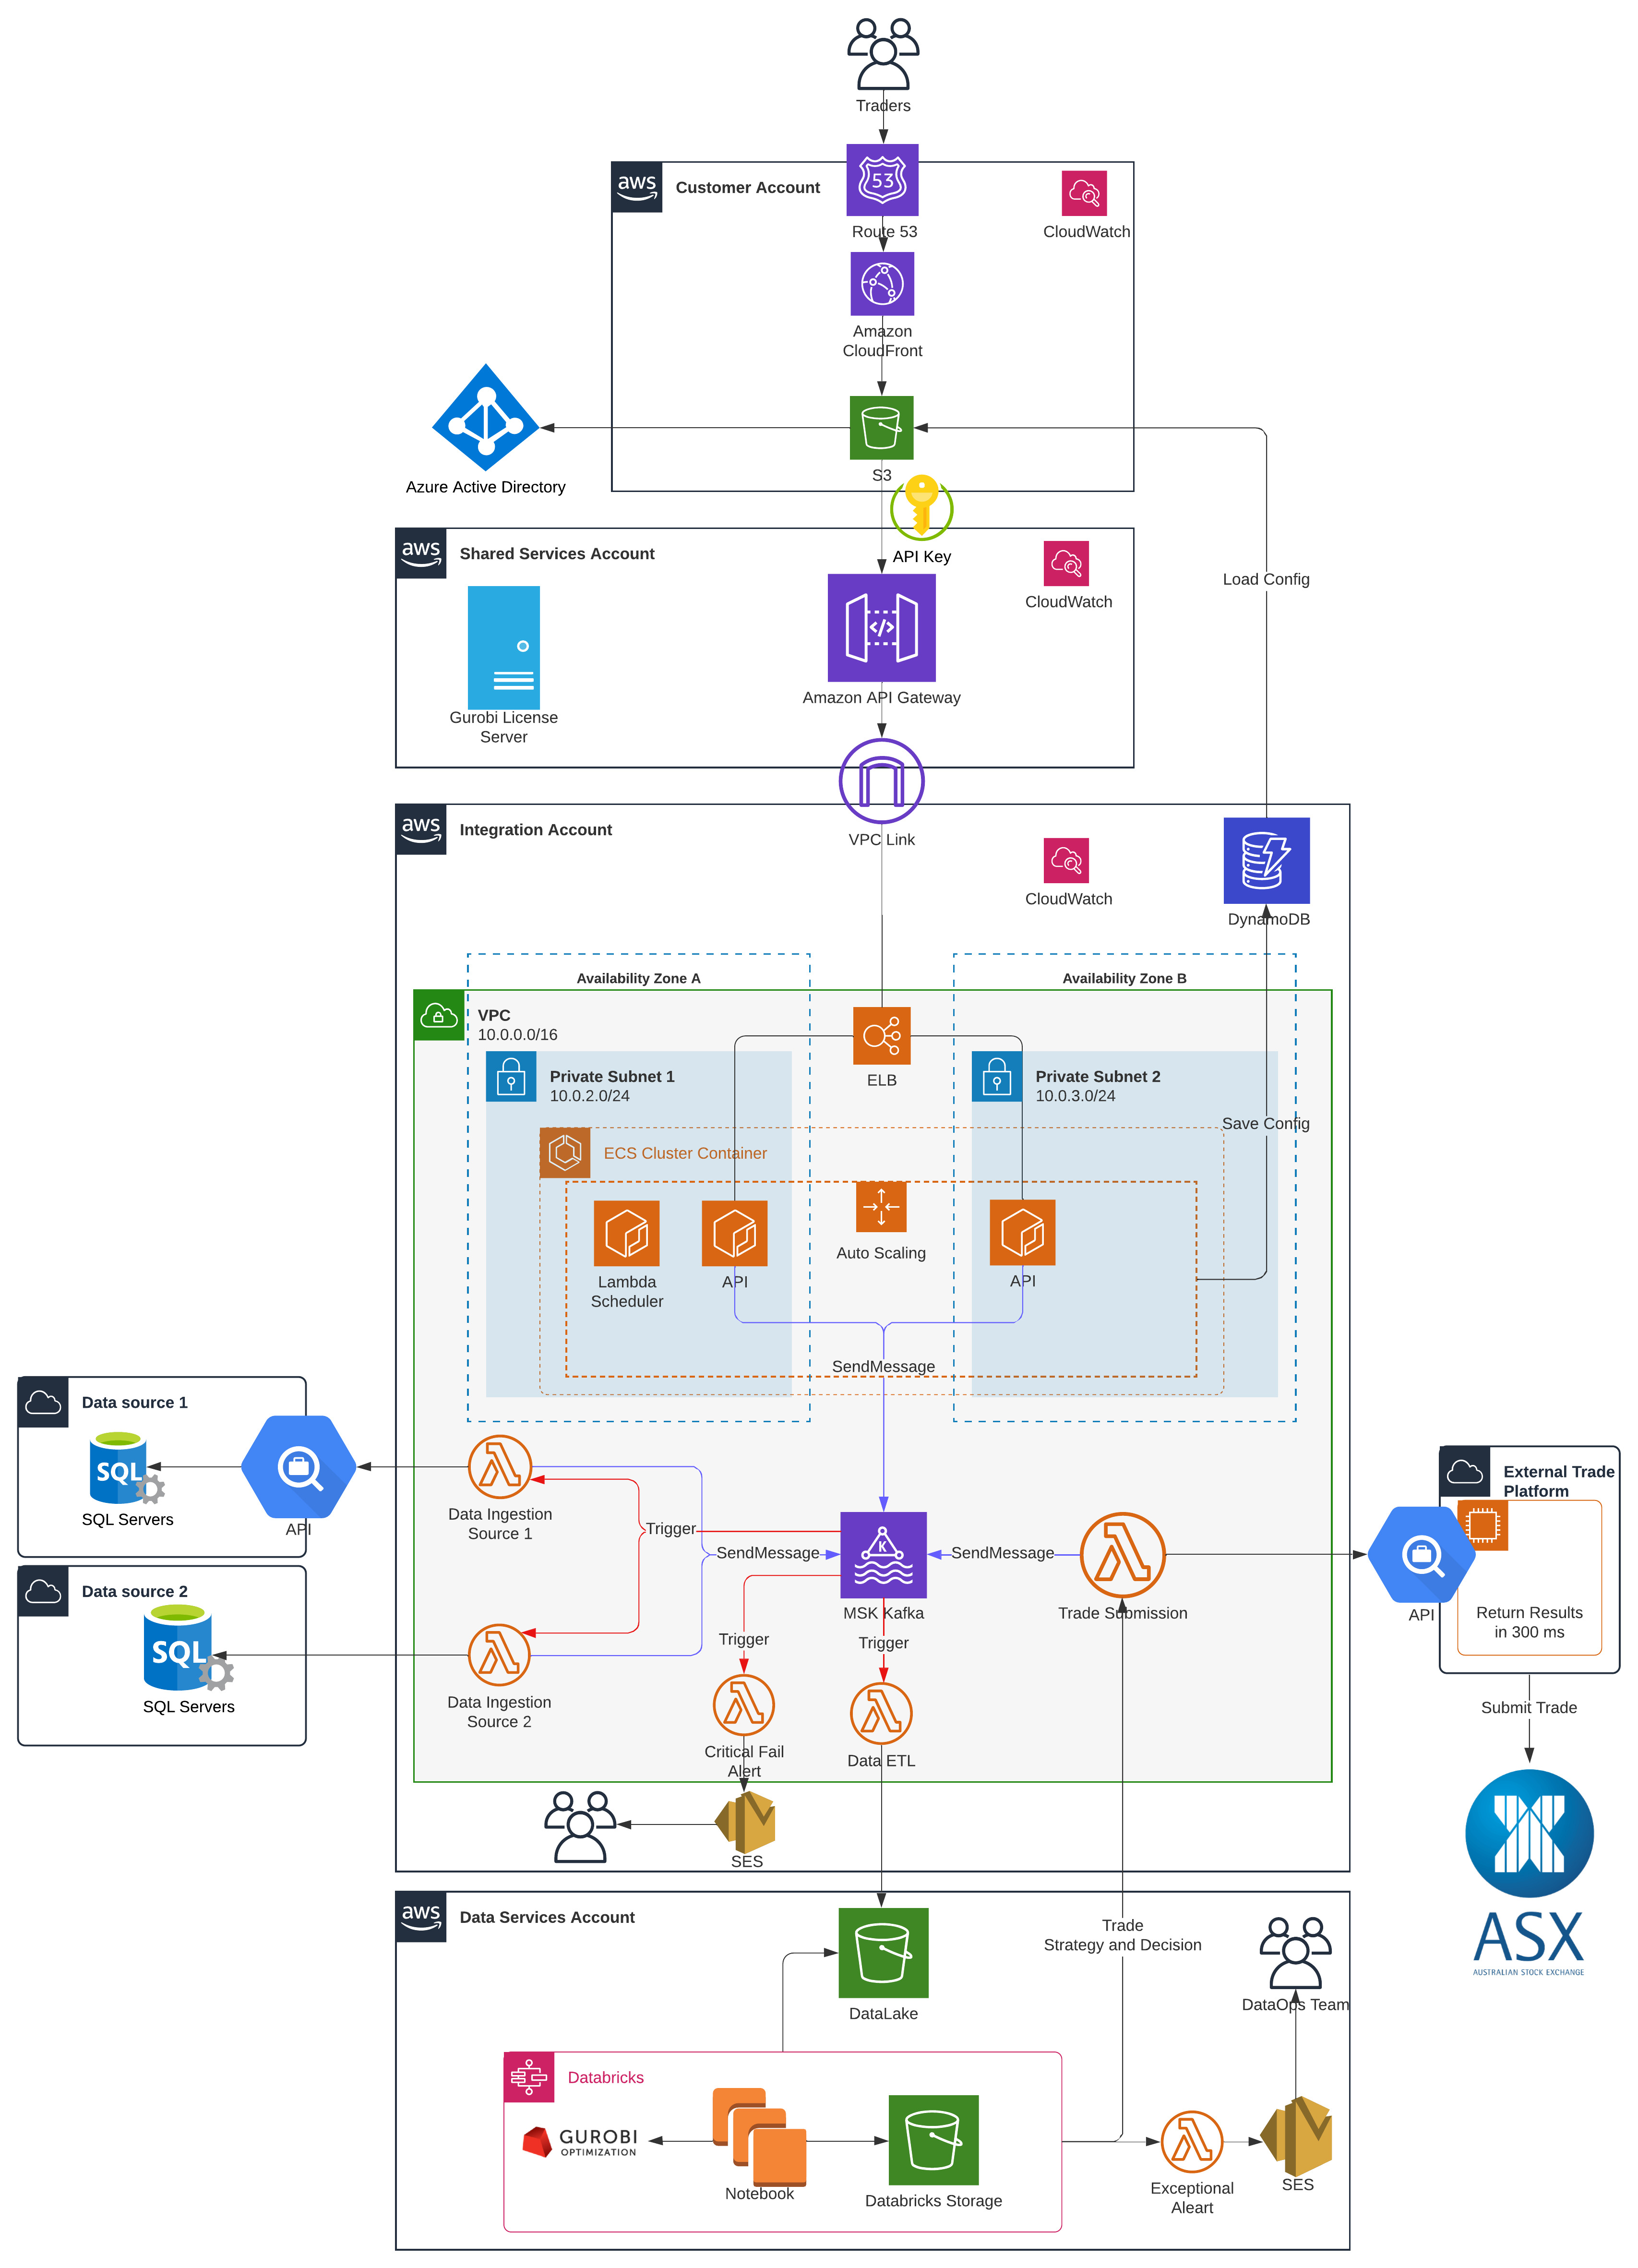 Traders
aws
Customer Account
53
Route 53
CloudWatch
Amazon
CloudFront
S3
Azure Active Directory
API Key
aws
Shared Services Account
CloudWatch
Load Config
Gurobi License
Server
Amazon API Gateway
aws
Integration Account
VPC Link
CloudWatch
DynamoDB
Availability Zone A
Availability Zone B
VPC
10.0.0.0/16
Private Subnet 1
10.0.2.0/24
ELB
Private Subnet 2
10.0.3.0/24
Save Config
ECS Cluster Container
Lambda
Scheduler
API
Auto Scaling
API
SendMessage
Data source 1
SQL
SQL Servers
API
Data Ingestion
Source 1
Trigger
SendMessage
K
MSK Kafka
SendMessage
Trade Submission
External Trade
Platform
API
Return Results
in 300 ms
Data source 2
SQL
SQL Servers
Data Ingestion
Source 2
Trigger
Trigger
Critical Fail
Alert
Data ETL
Submit Trade
SES
ASX
AUSTRALIAN STOCK EXCHANGE
aws
Data Services Account
DataLake
Trade
Strategy and Decision
DataOps Team
Databricks
GUROBI
OPTIMIZATION
Notebook
Databricks Storage
Exceptional
Aleart
SES